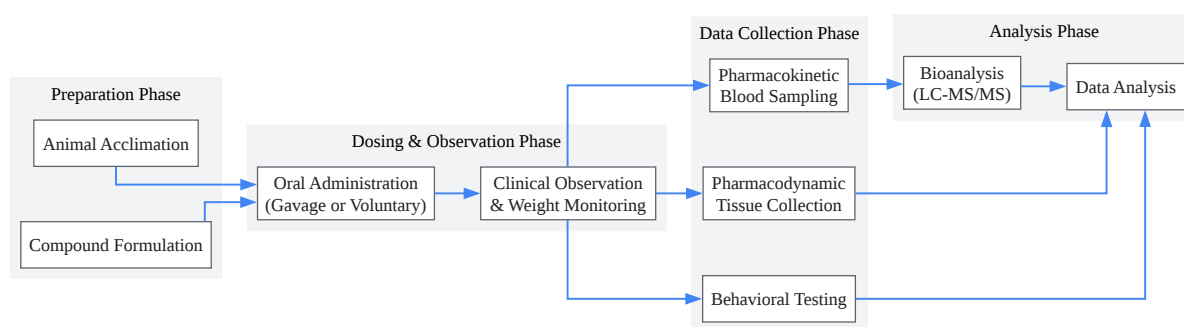 Preparation Phase
Animal Acclimation
Compound Formulation
Dosing & Observation Phase
Oral Administration
(Gavage or Voluntary)
Clinical Observation
& Weight Monitoring
Data Collection Phase
Pharmacokinetic
Blood Sampling
Pharmacodynamic
Tissue Collection
Behavioral Testing
Analysis Phase
Bioanalysis
(LC-MS/MS)
Data Analysis